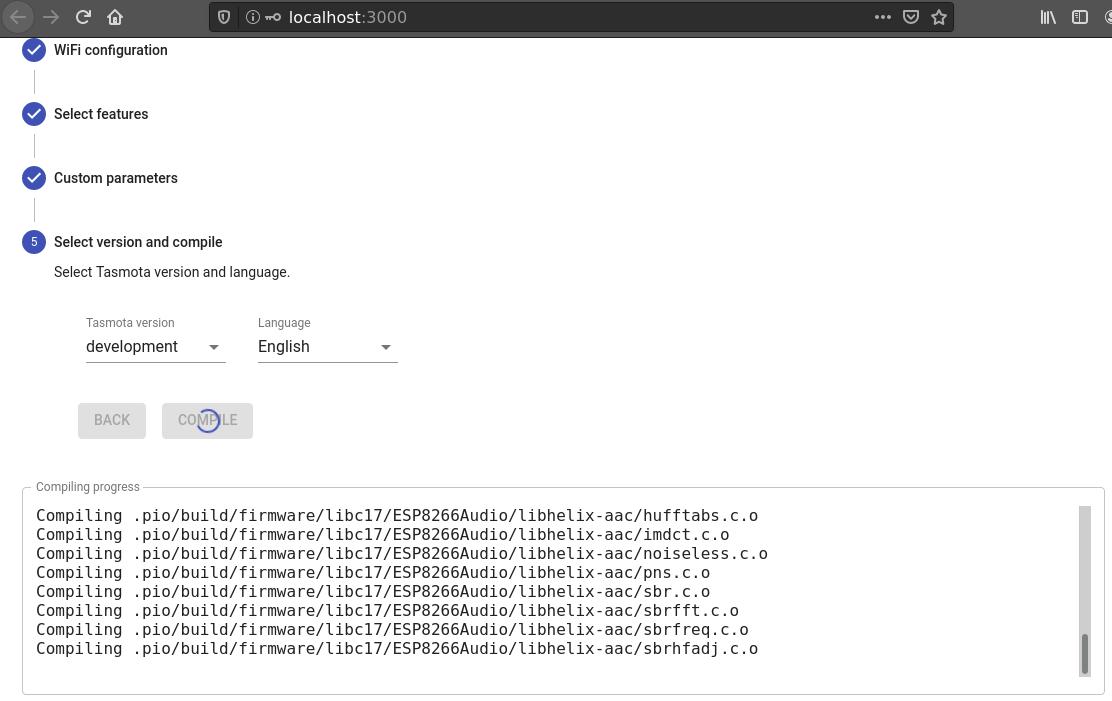 localhost:3000
WiFi configuration
Select features
Custom parameters
5 Select version and compile
Select Tasmota version and language.
Tasmota version Language
development English
BACK COMPILE
Compiling progress
Compiling .pio/build/firmware/libc17/ESP8266Audio/libhelix-aac/hufftabs.c.o
Compiling .pio/build/firmware/libc17/ESP8266Audio/libhelix-aac/imdct.c.o
Compiling .pio/build/firmware/libc17/ESP8266Audio/libhelix-aac/noiseless.c.o
Compiling .pio/build/firmware/libc17/ESP8266Audio/libhelix-aac/pns.c.o
Compiling .pio/build/firmware/libc17/ESP8266Audio/libhelix-aac/sbr.c.o
Compiling .pio/build/firmware/libc17/ESP8266Audio/libhelix-aac/sbrfft.c.o
Compiling .pio/build/firmware/libc17/ESP8266Audio/libhelix-aac/sbrfreq.c.o
Compiling .pio/build/firmware/libc17/ESP8266Audio/libhelix-aac/sbrhfadj.c.o